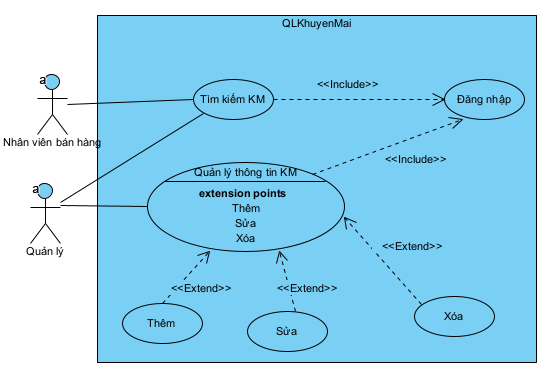 QLKhuyenMai
a
Nhân viên bán hàng
Tìm kiếm KM
<<Include>>
Đăng nhập
<<Include>>
Quản lý thông tin KM
extension points
Thêm
Sửa
Xóa
a
Quản lý
<<Extend>>
<<Extend>>
<<Extend>>
Thêm
Sửa
Xóa